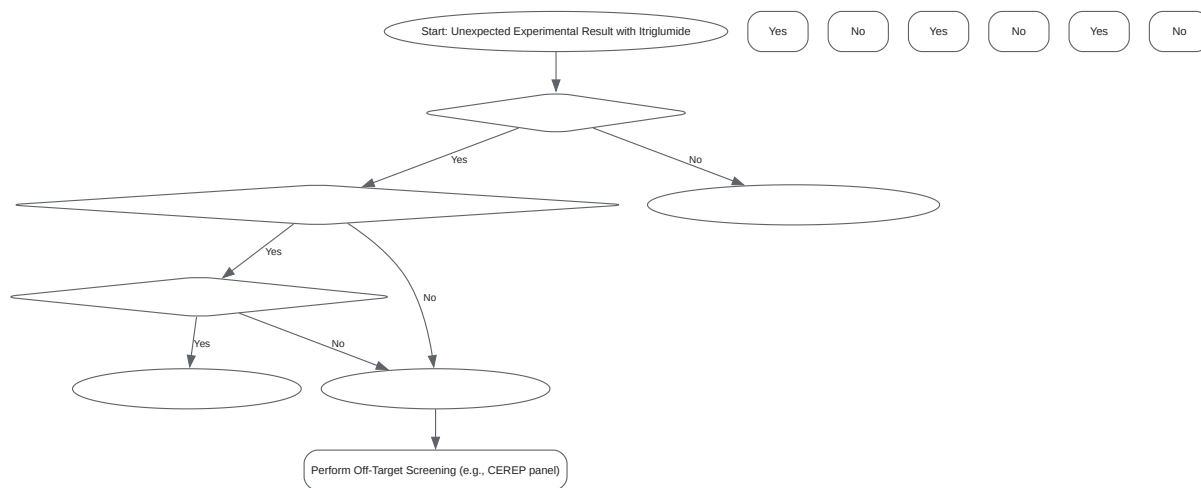 Start: Unexpected Experimental Result with Itriglumide
Yes
No
Yes
No
Yes
No
Yes
No
Yes
No
Yes
No
Perform Off-Target Screening (e.g., CEREP panel)